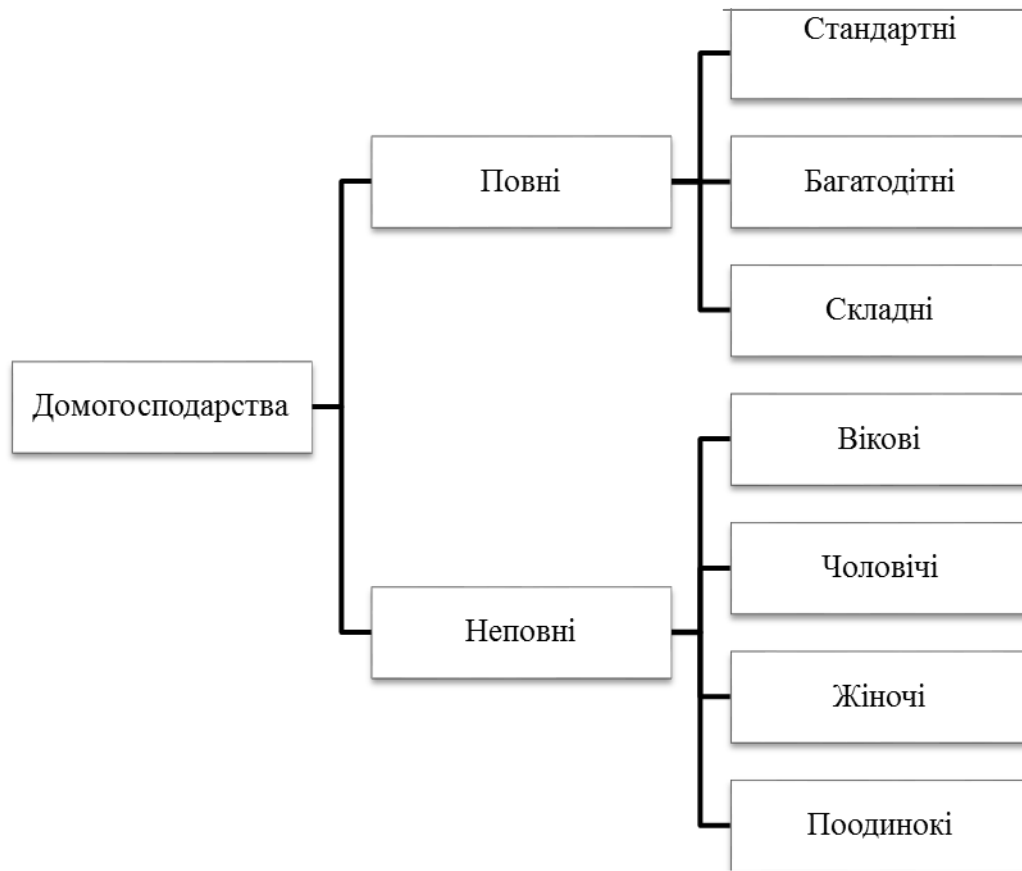 Домогосподарства
Повні
Стандартні
Багатодітні
Складні
Неповні
Вікові
Чоловічі
Жіночі
Поодинокі